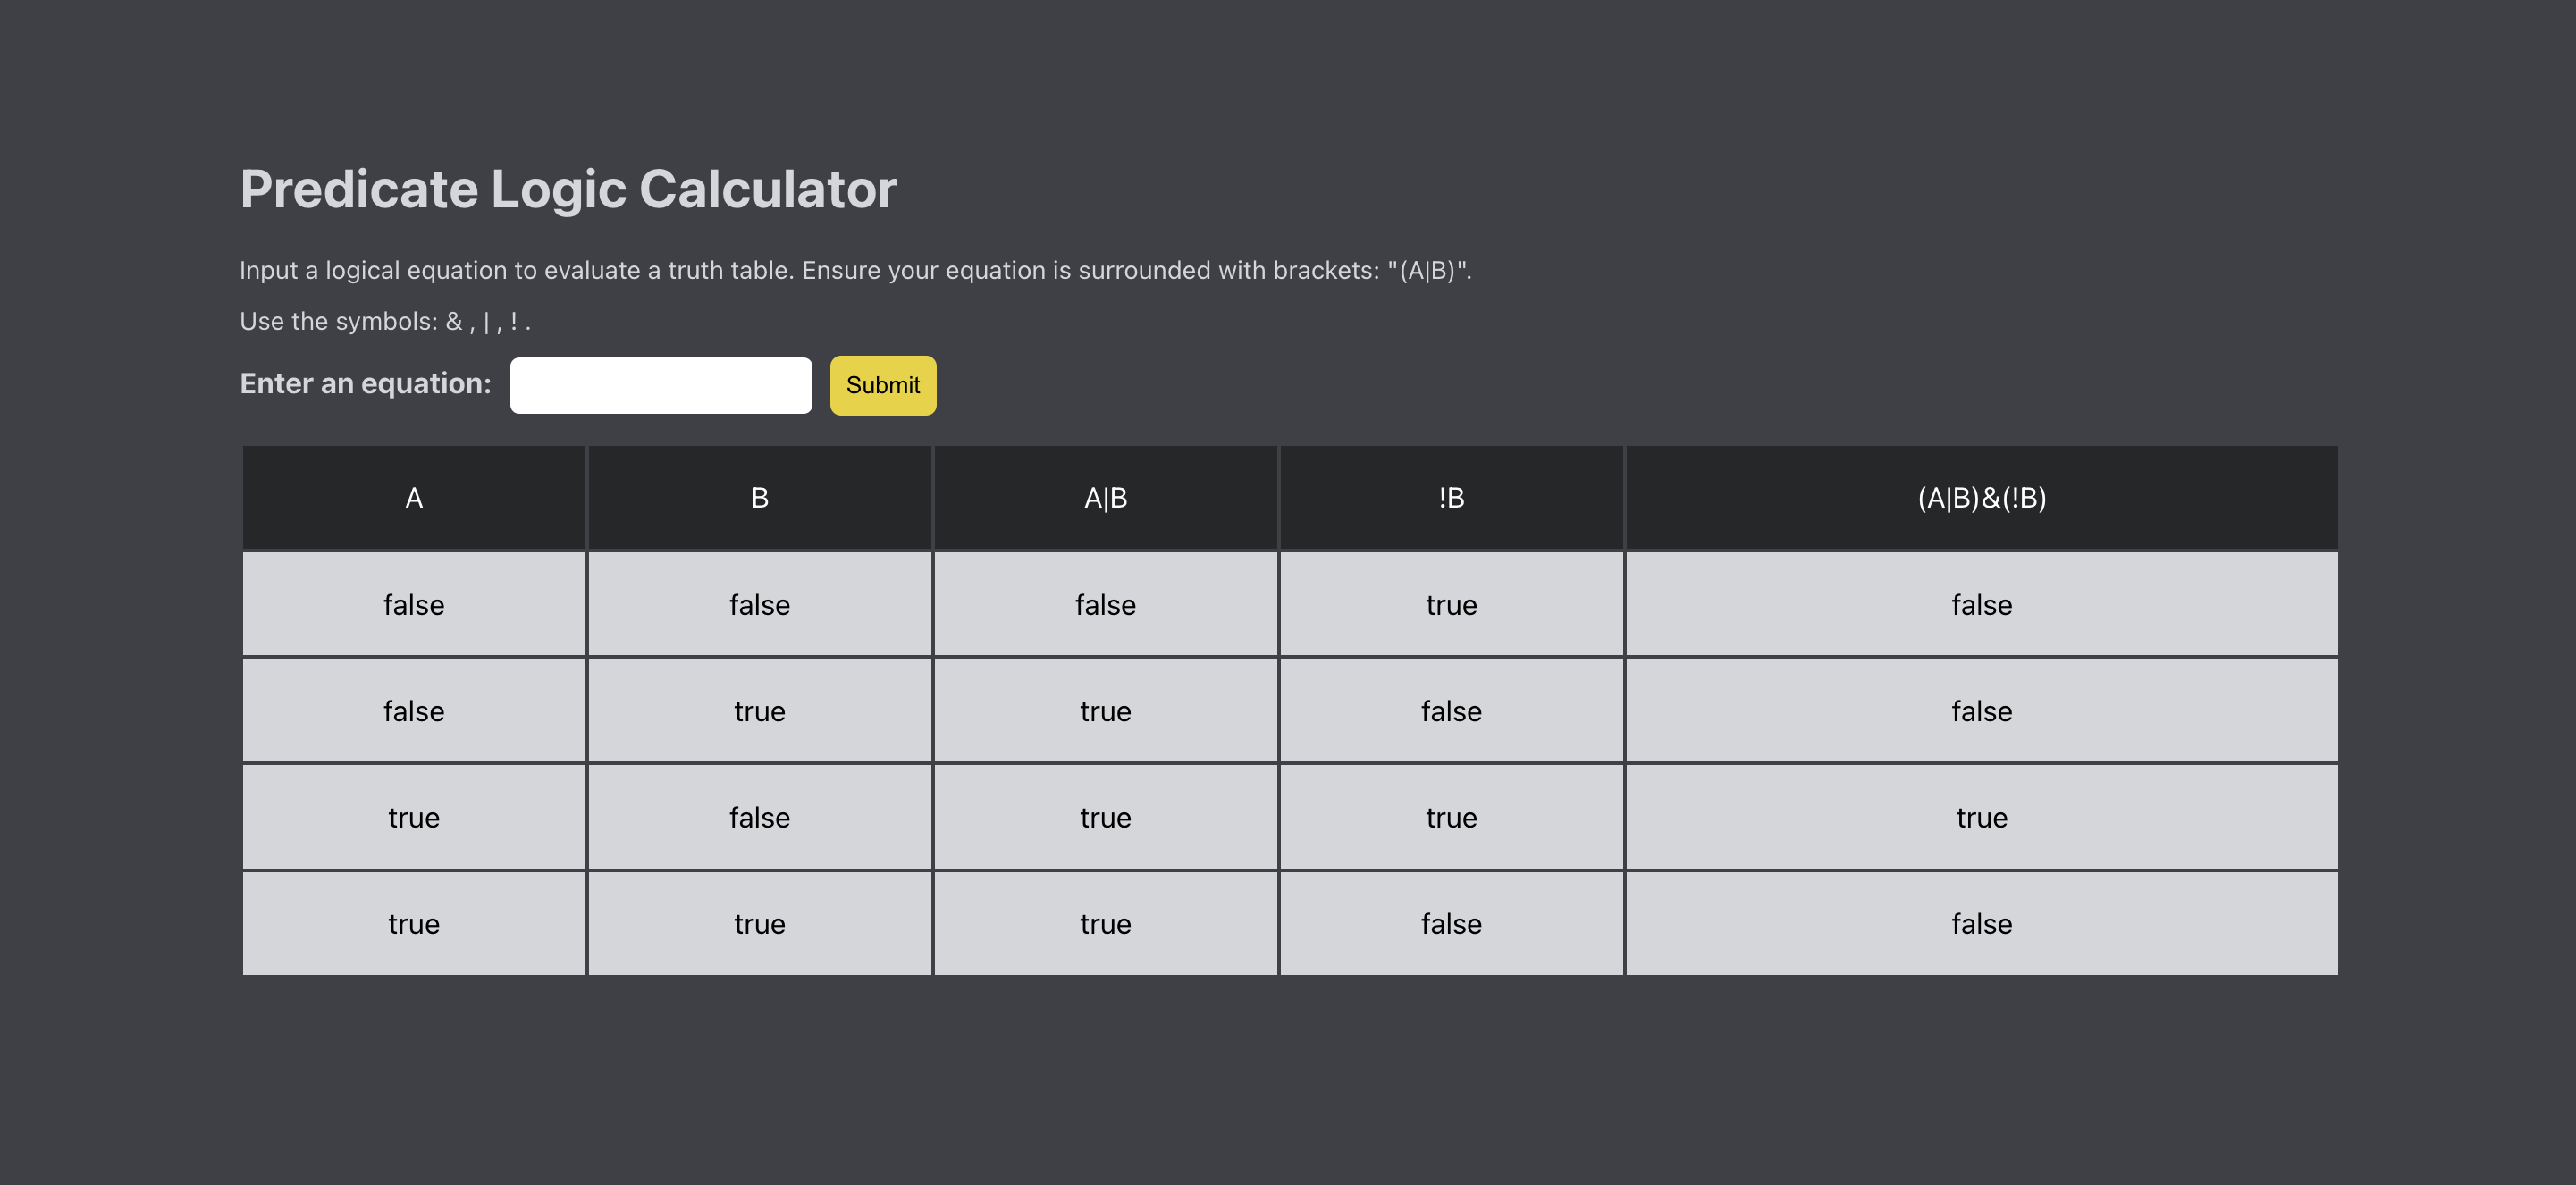 Predicate Logic Calculator
Input a logical equation to evaluate a truth table. Ensure your equation is surrounded with brackets: "(A|B)".
Use the symbols: & , | , ! .
Enter an equation: Submit
A B A|B !B (A|B)&(!B)
false false false true false
false true true false false
true false true true true
true true true false false